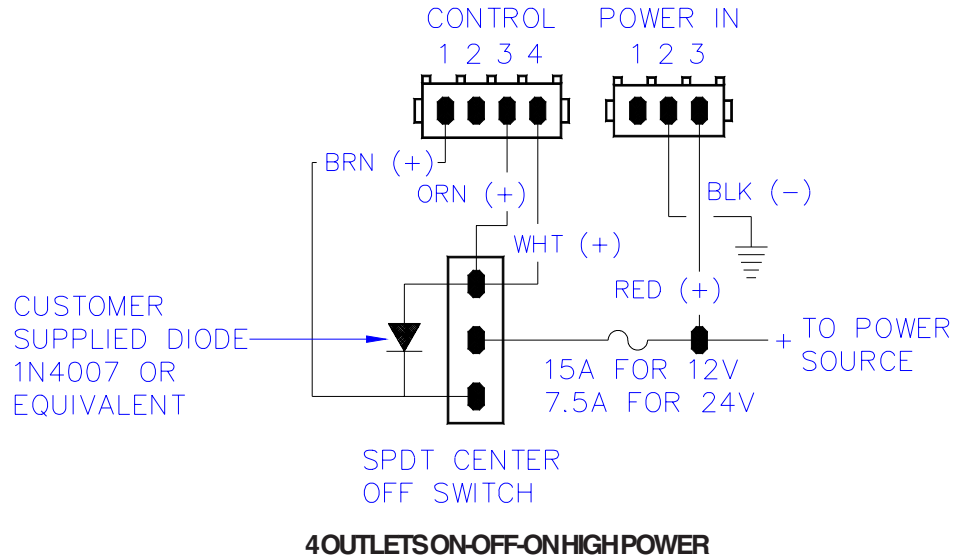 CONTROL
1 2 3 4
POWER IN
1 2 3
BRN (+)
ORN (+)
WHT (+)
BLK (-)
RED (+)
CUSTOMER
SUPPLIED DIODE
1N4007 OR
EQUIVALENT
+ TO POWER
SOURCE
15A FOR 12V
7.5A FOR 24V
SPDT CENTER
OFF SWITCH
4 OUTLETS ON-OFF-ON HIGH POWER